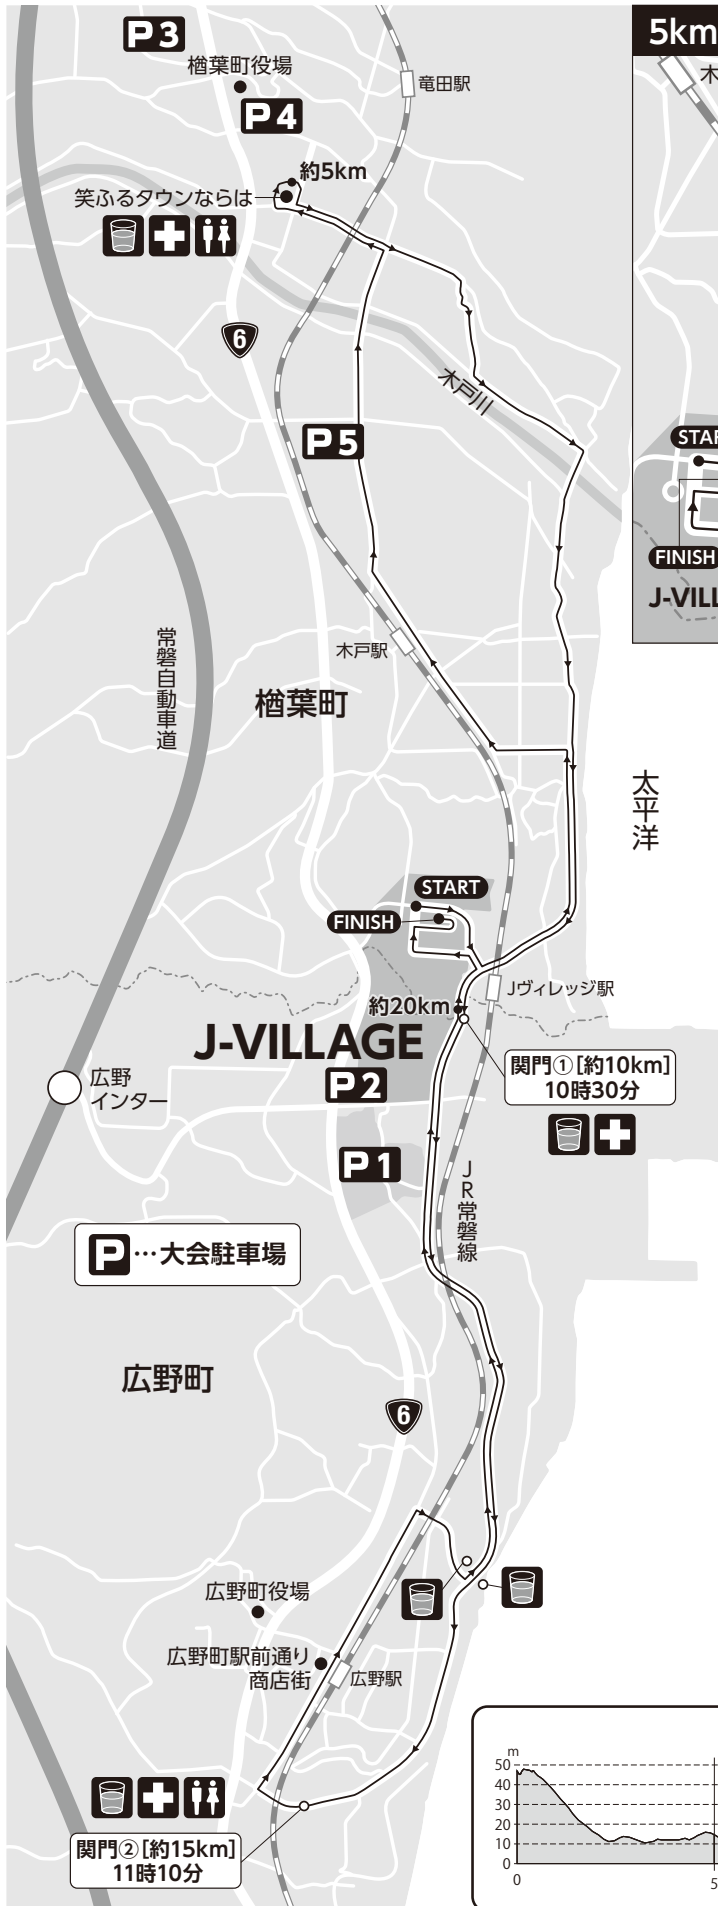 P3
楢葉町役場
竜田駅
P4
約5km
笑ふるタウンならは
6
木戸川
P5
木戸駅
常磐自動車道
楢葉町
太平洋
START
FINISH
Jヴィレッジ駅
約20km
J-VILLAGE
関門①[約10km]
10時30分
広野
インター
P2
P1
JR常磐線
P…大会駐車場
広野町
6
広野町役場
広野町駅前通り
商店街
広野駅
関門②[約15km]
11時10分
5km
木
STAR
FINISH
J-VILL
m
50
40
30
20
10
0
0
5